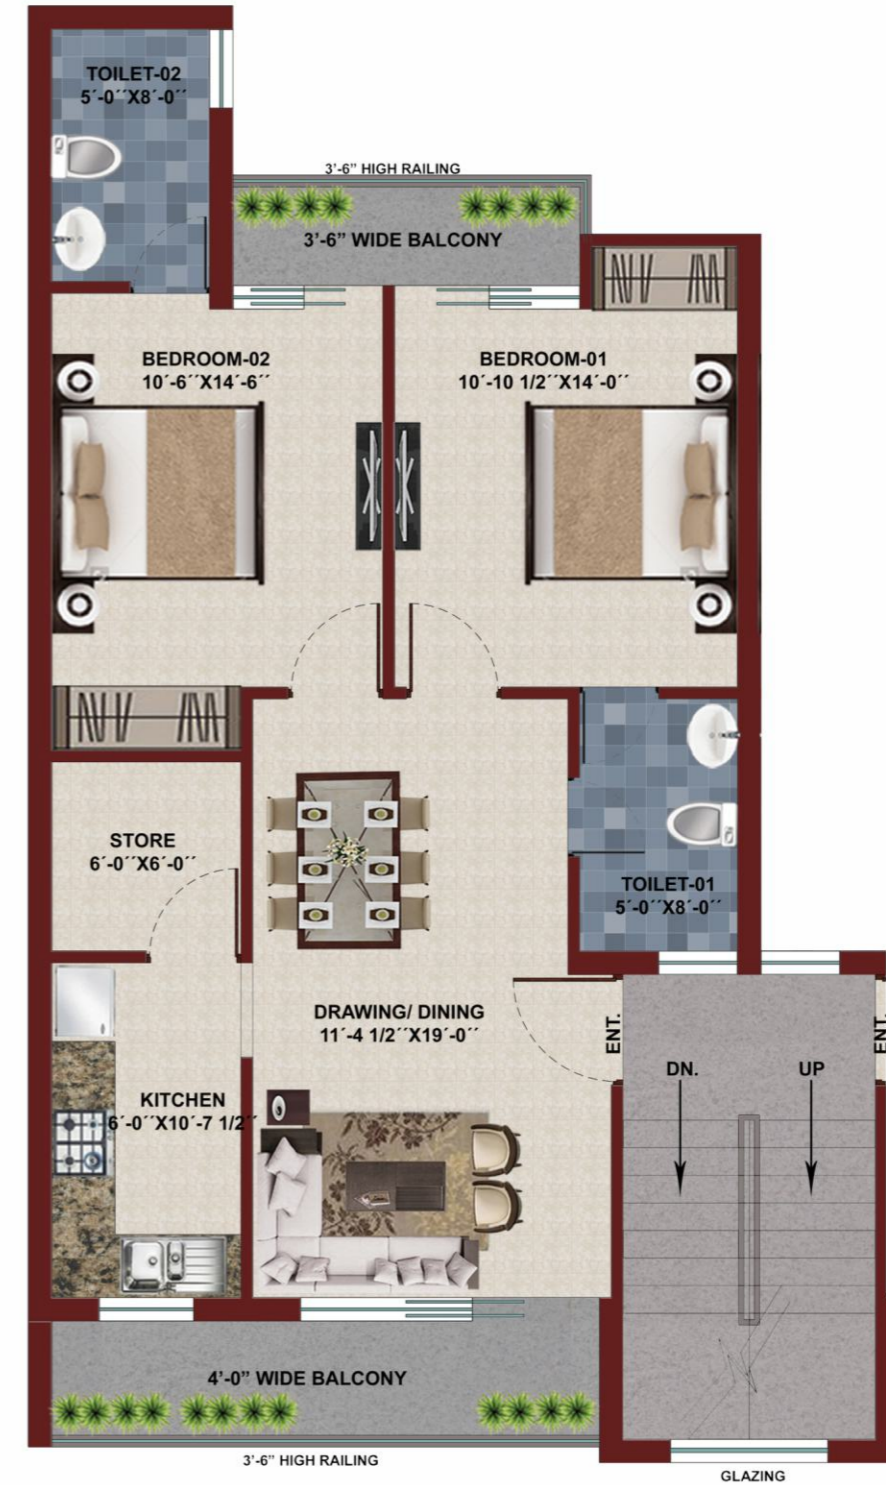 TOILET-02
5´-0´´X8´-0´´
3'-6" HIGH RAILING
3'-6" WIDE BALCONY
BEDROOM-02
10´-6´´X14´-6´´
BEDROOM-01
10´-10 1/2´´X14´-0´´
STORE
6´-0´´X6´-0´´
TOILET-01
5´-0´´X8´-0´´
DRAWING/ DINING
11´-4 1/2´´X19´-0´´
ENT.
ENT.
DN.
UP
KITCHEN
6´-0´´X10´-7 1/2´´
4'-0" WIDE BALCONY
3'-6" HIGH RAILING
GLAZING